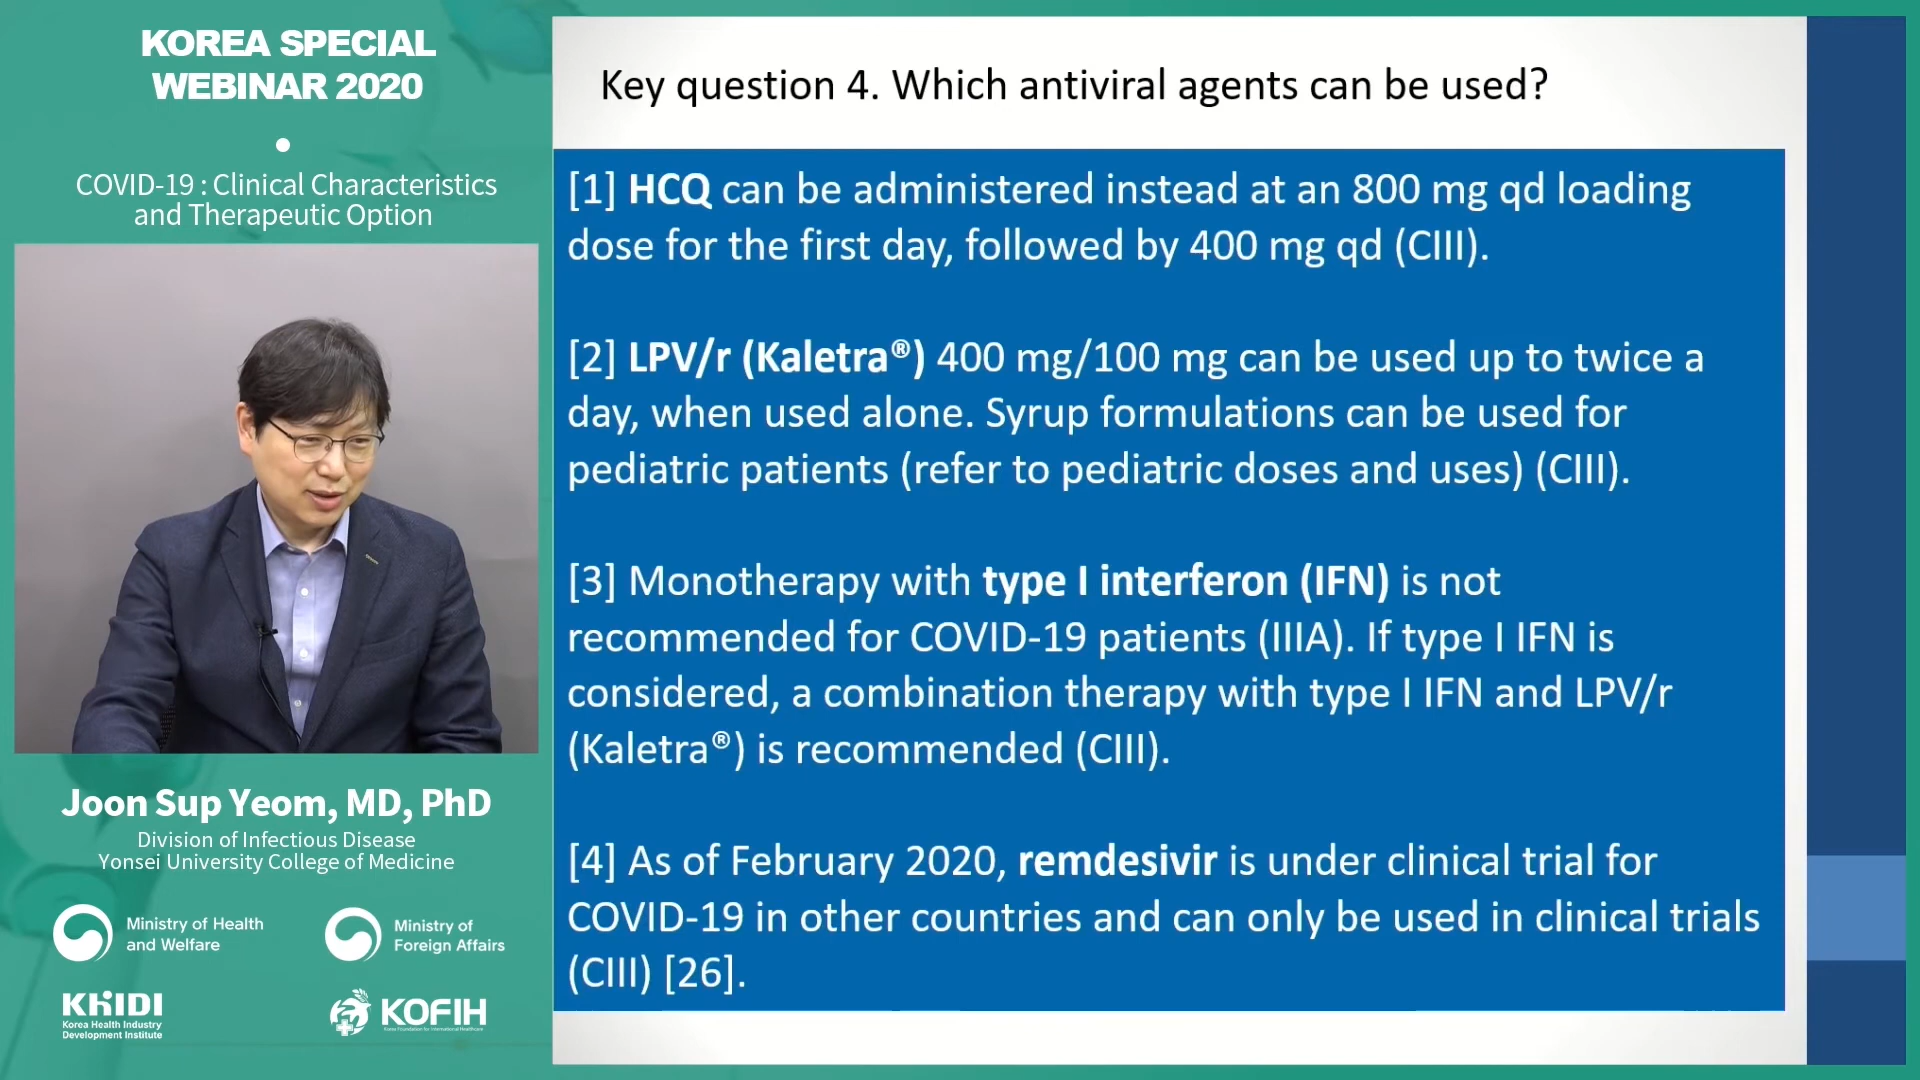 KOREA SPECIAL
WEBINAR 2020
COVID-19 : Clinical Characteristics
and Therapeutic Option
Joon Sup Yeom, MD, PhD
Division of Infectious Disease
Yonsei University College of Medicine
Ministry of Health
and Welfare
Ministry of
Foreign Affairs
KHIDI
Korea Health Industry
Development Institute
KOFIH
Korea Foundation for International Healthcare
Key question 4. Which antiviral agents can be used?
[1] HCQ can be administered instead at an 800 mg qd loading
dose for the first day, followed by 400 mg qd (CIII).
[2] LPV/r (Kaletra®) 400 mg/100 mg can be used up to twice a
day, when used alone. Syrup formulations can be used for
pediatric patients (refer to pediatric doses and uses) (CIII).
[3] Monotherapy with type I interferon (IFN) is not
recommended for COVID-19 patients (IIIA). If type I IFN is
considered, a combination therapy with type I IFN and LPV/r
(Kaletra®) is recommended (CIII).
[4] As of February 2020, remdesivir is under clinical trial for
COVID-19 in other countries and can only be used in clinical trials
(CIII) [26].